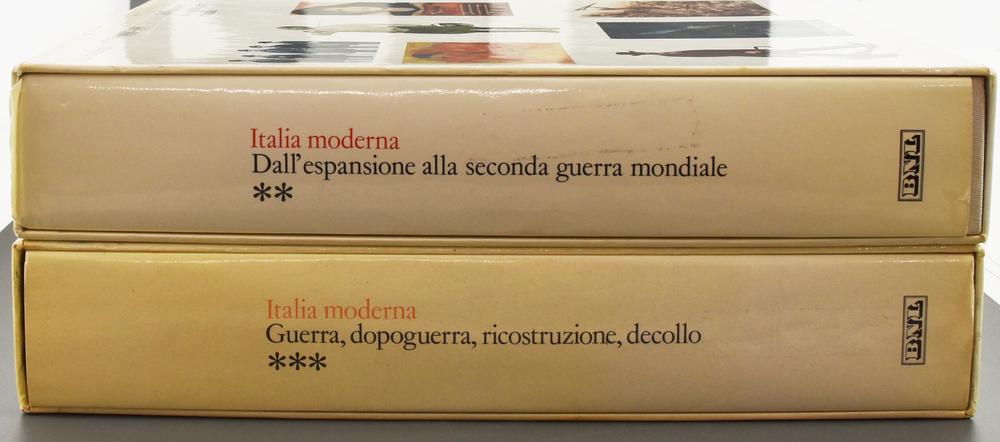 Italia moderna
Dall'espansione alla seconda guerra mondiale
**
BNL
Italia moderna
Guerra, dopoguerra, ricostruzione, decollo
***
BNL